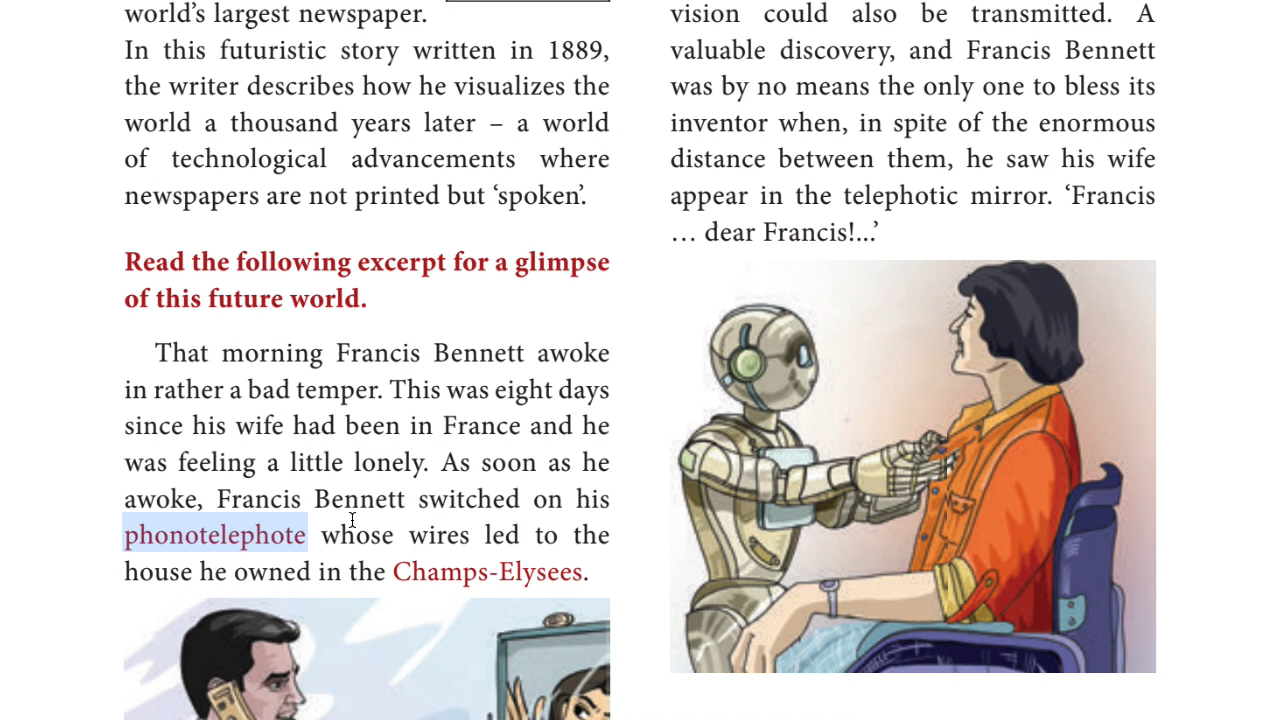 world's largest newspaper.
In this futuristic story written in 1889,
the writer describes how he visualizes the
world a thousand years later – a world
of technological advancements where
newspapers are not printed but 'spoken'.
Read the following excerpt for a glimpse
of this future world.
That morning Francis Bennett awoke
in rather a bad temper. This was eight days
since his wife had been in France and he
was feeling a little lonely. As soon as he
awoke, Francis Bennett switched on his
phonotelephote whose wires led to the
house he owned in the Champs-Elysees.
vision could also be transmitted. A
valuable discovery, and Francis Bennett
was by no means the only one to bless its
inventor when, in spite of the enormous
distance between them, he saw his wife
appear in the telephotic mirror. 'Francis
… dear Francis!...'